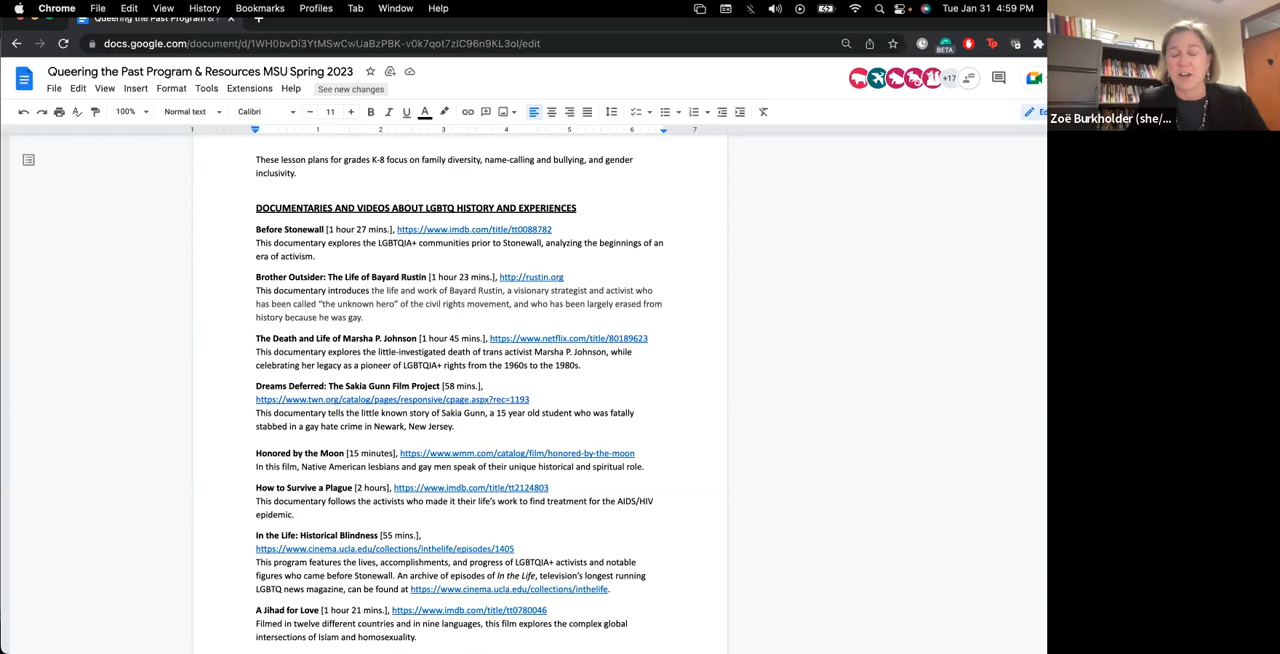 Chrome File Edit View History Bookmarks Profiles Tab Window Help Tue Jan 31 4:59 PM
Queering the Past Program &
docs.google.com/document/d/1WH0bvDi3YtMSwCwUaBzPBK-v0k7qot7zIC96n9KL3oI/edit BETA
Queering the Past Program & Resources MSU Spring 2023
+17
File Edit View Insert Format Tools Extensions Help See new changes
100% Normal text Calibri 11 B I U A
1 1 2 3 4 5 6 7
Zoë Burkholder (she/...
These lesson plans for grades K-8 focus on family diversity, name-calling and bullying, and gender
inclusivity.
DOCUMENTARIES AND VIDEOS ABOUT LGBTQ HISTORY AND EXPERIENCES
Before Stonewall [1 hour 27 mins.], https://www.imdb.com/title/tt0088782
This documentary explores the LGBTQIA+ communities prior to Stonewall, analyzing the beginnings of an
era of activism.
Brother Outsider: The Life of Bayard Rustin [1 hour 23 mins.], http://rustin.org
This documentary introduces the life and work of Bayard Rustin, a visionary strategist and activist who
has been called “the unknown hero” of the civil rights movement, and who has been largely erased from
history because he was gay.
The Death and Life of Marsha P. Johnson [1 hour 45 mins.], https://www.netflix.com/title/80189623
This documentary explores the little-investigated death of trans activist Marsha P. Johnson, while
celebrating her legacy as a pioneer of LGBTQIA+ rights from the 1960s to the 1980s.
Dreams Deferred: The Sakia Gunn Film Project [58 mins.],
https://www.twn.org/catalog/pages/responsive/cpage.aspx?rec=1193
This documentary tells the little known story of Sakia Gunn, a 15 year old student who was fatally
stabbed in a gay hate crime in Newark, New Jersey.
Honored by the Moon [15 minutes], https://www.wmm.com/catalog/film/honored-by-the-moon
In this film, Native American lesbians and gay men speak of their unique historical and spiritual role.
How to Survive a Plague [2 hours], https://www.imdb.com/title/tt2124803
This documentary follows the activists who made it their life’s work to find treatment for the AIDS/HIV
epidemic.
In the Life: Historical Blindness [55 mins.],
https://www.cinema.ucla.edu/collections/inthelife/episodes/1405
This program features the lives, accomplishments, and progress of LGBTQIA+ activists and notable
figures who came before Stonewall. An archive of episodes of In the Life, television’s longest running
LGBTQ news magazine, can be found at https://www.cinema.ucla.edu/collections/inthelife.
A Jihad for Love [1 hour 21 mins.], https://www.imdb.com/title/tt0780046
Filmed in twelve different countries and in nine languages, this film explores the complex global
intersections of Islam and homosexuality.